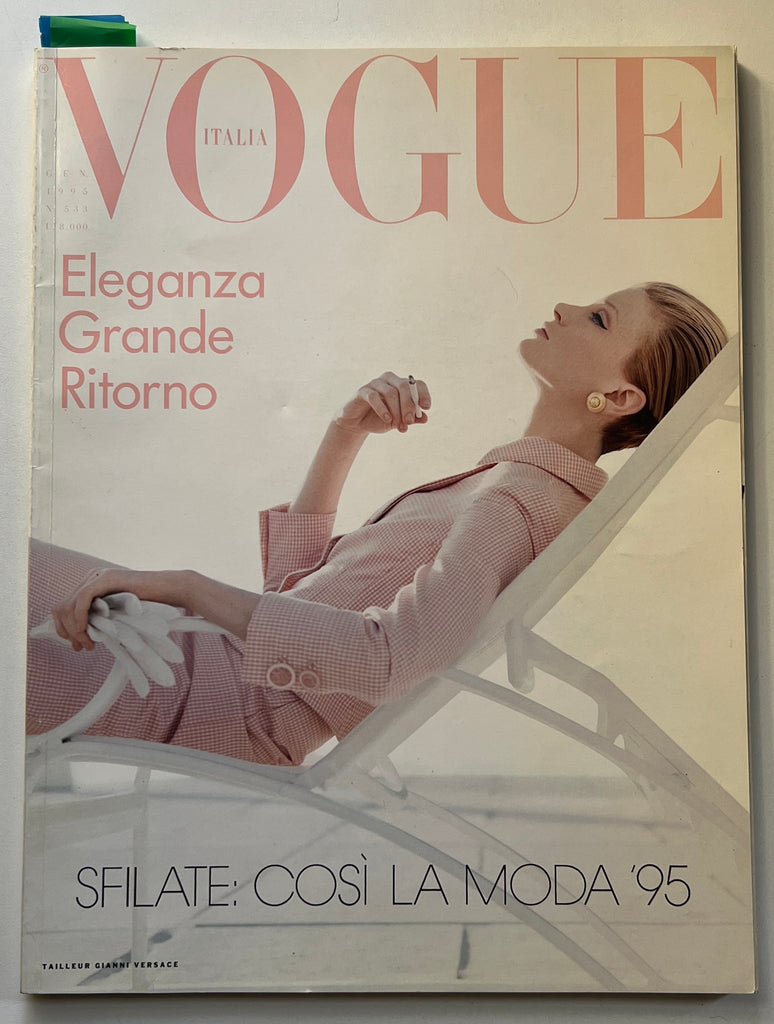 VOGUE
ITALIA
GEN.
1995
N. 533
L. 8.000
Eleganza
Grande
Ritorno
SFILATE: COSÌ LA MODA '95
TAILLEUR GIANNI VERSACE